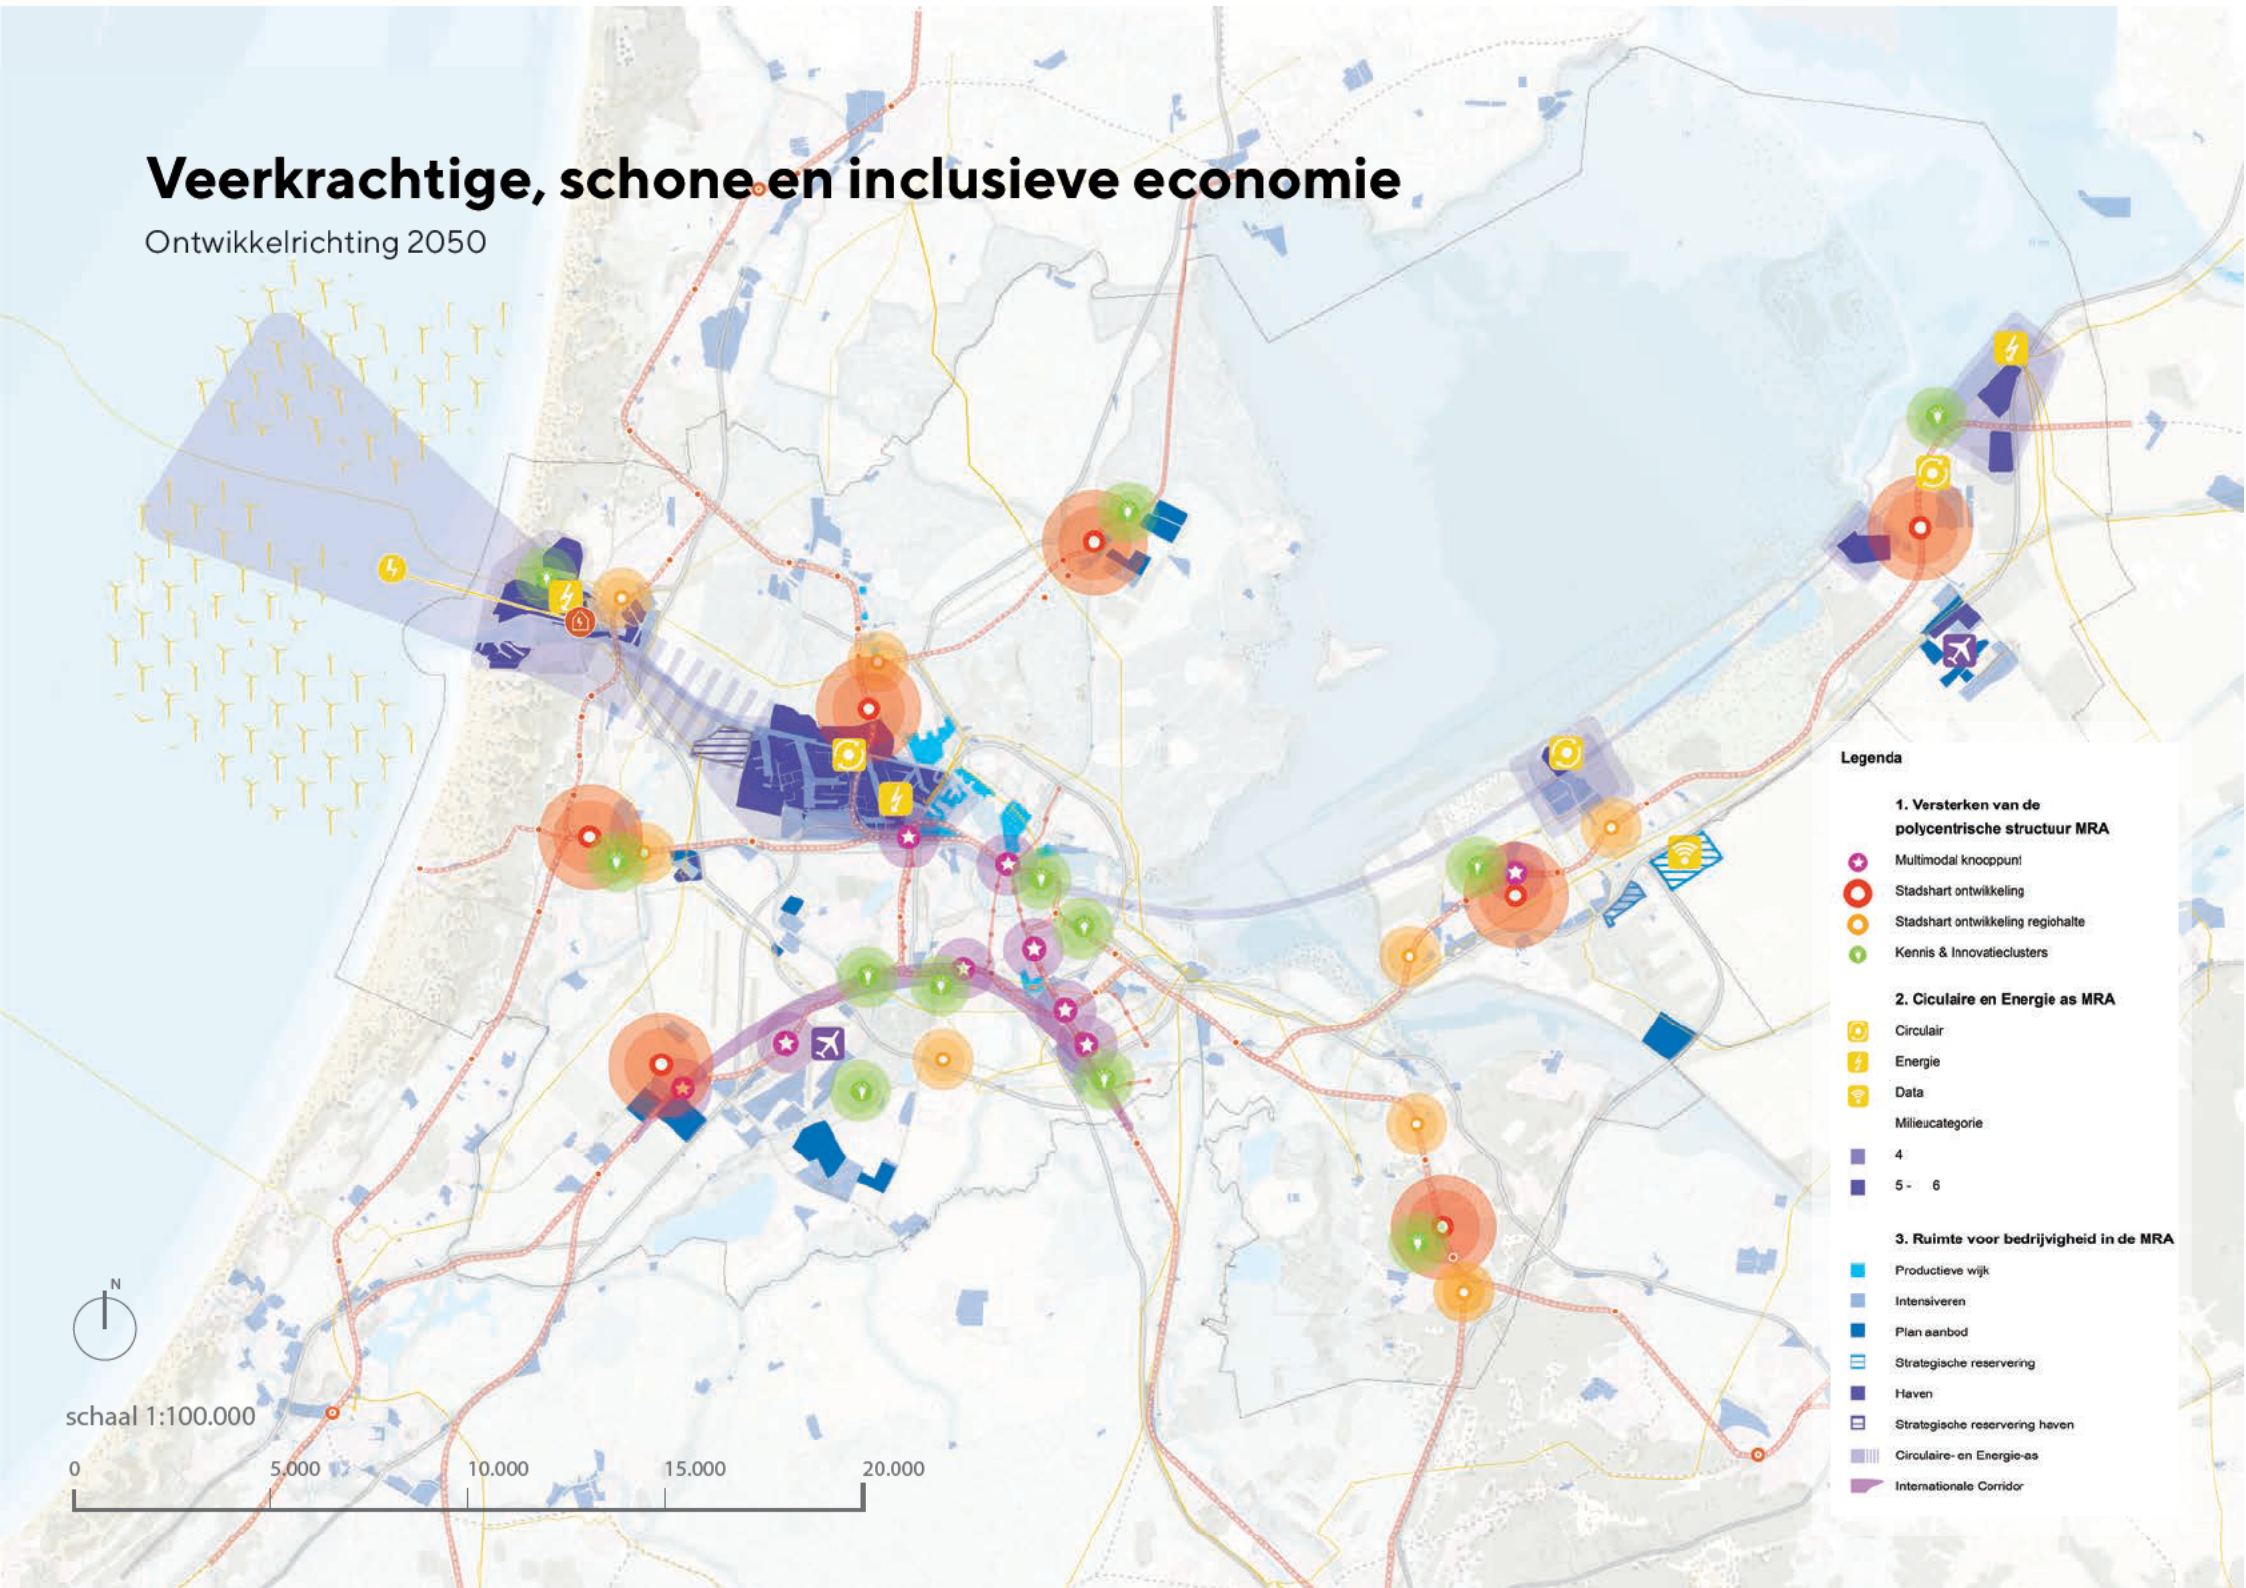 Veerkrachtige, schone en inclusieve economie
Ontwikkelrichting 2050
Legenda
1. Versterken van de
polycentrische structuur MRA
Multimodal knooppunt
Stadshart ontwikkeling
Stadshart ontwikkeling regiohalte
Kennis & Innovatieclusters
2. Ciculaire en Energie as MRA
Circulair
Energie
Data
Milieucategorie
4
5 - 6
3. Ruimte voor bedrijvigheid in de MRA
Productieve wijk
Intensiveren
Plan aanbod
Strategische reservering
Haven
Strategische reservering haven
Circulaire- en Energie-as
Internationale Corridor
N
schaal 1:100.000
0 5.000 10.000 15.000 20.000